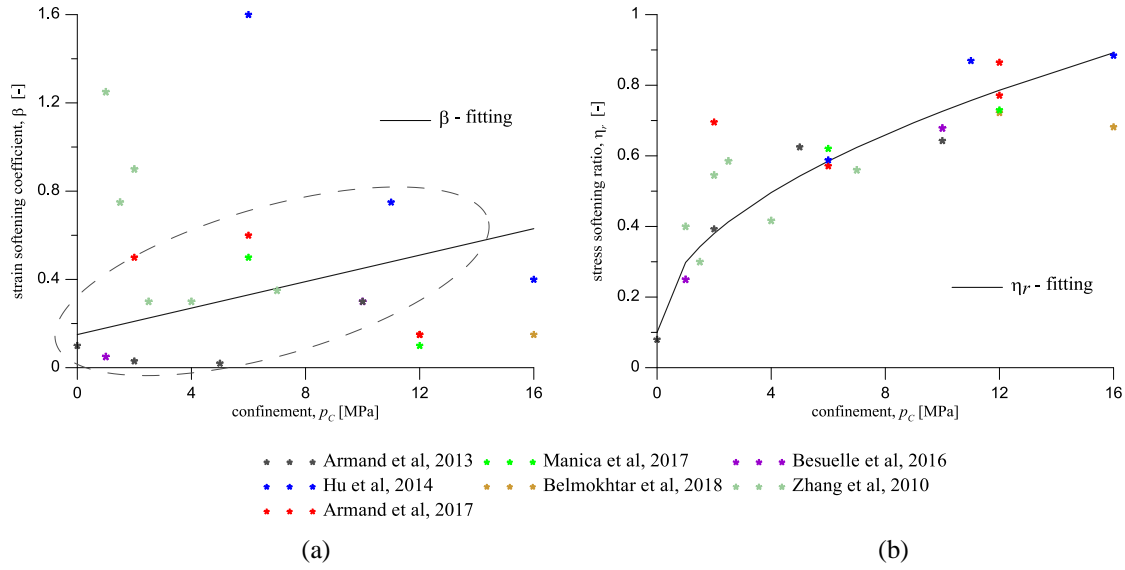 1.6
1.2
0.8
0.4
0
strain softening coefficient, β [-]
β - fitting
0 4 8 12 16
confinement, pC [MPa]
1
0.8
0.6
0.4
0.2
0
stress softening ratio, ηr [-]
ηr - fitting
0 4 8 12 16
confinement, pC [MPa]
Armand et al, 2013 Manica et al, 2017 Besuelle et al, 2016
Hu et al, 2014 Belmokhtar et al, 2018 Zhang et al, 2010
Armand et al, 2017
(a) (b)